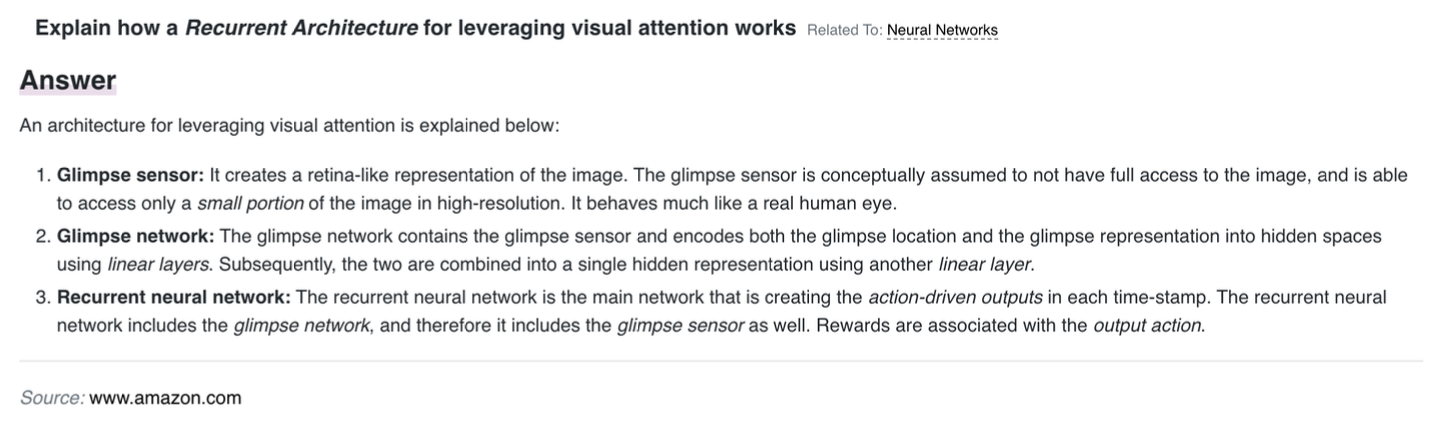 Explain how a Recurrent Architecture for leveraging visual attention works Related To: Neural Networks
Answer
An architecture for leveraging visual attention is explained below:
1. Glimpse sensor: It creates a retina-like representation of the image. The glimpse sensor is conceptually assumed to not have full access to the image, and is able
to access only a small portion of the image in high-resolution. It behaves much like a real human eye.
2. Glimpse network: The glimpse network contains the glimpse sensor and encodes both the glimpse location and the glimpse representation into hidden spaces
using linear layers. Subsequently, the two are combined into a single hidden representation using another linear layer.
3. Recurrent neural network: The recurrent neural network is the main network that is creating the action-driven outputs in each time-stamp. The recurrent neural
network includes the glimpse network, and therefore it includes the glimpse sensor as well. Rewards are associated with the output action.
Source: www.amazon.com